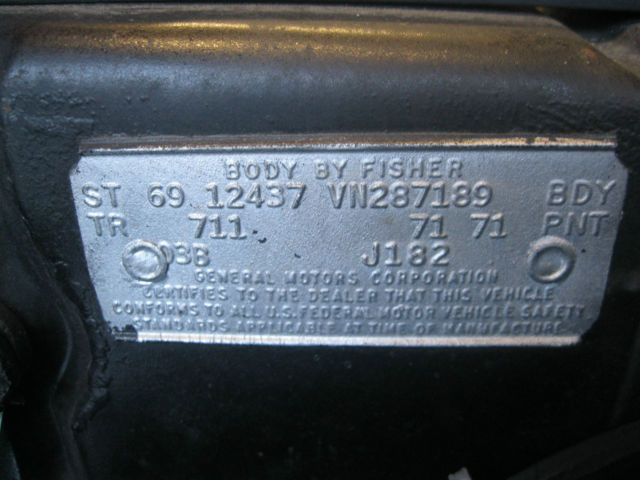 BODY BY FISHER
ST 69 12437 VN287189 BDY
TR 711 71 71 PNT
03B J182
GENERAL MOTORS CORPORATION
CERTIFIES TO THE DEALER THAT THIS VEHICLE
CONFORMS TO ALL U.S. FEDERAL MOTOR VEHICLE SAFETY
STANDARDS APPLICABLE AT TIME OF MANUFACTURE